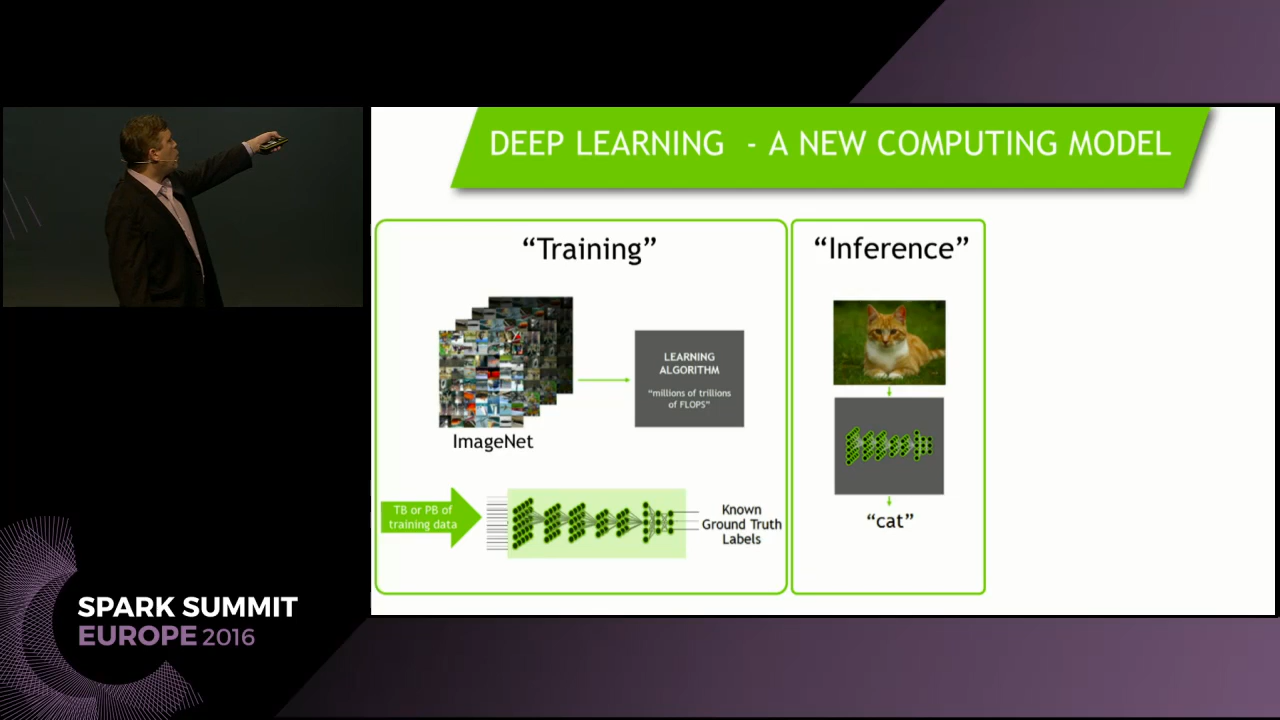 DEEP LEARNING - A NEW COMPUTING MODEL
“Training”
LEARNING
ALGORITHM
“millions of trillions
of FLOPS”
ImageNet
TB or PB of
training data
Known
Ground Truth
Labels
“Inference”
“cat”
SPARK SUMMIT
EUROPE 2016